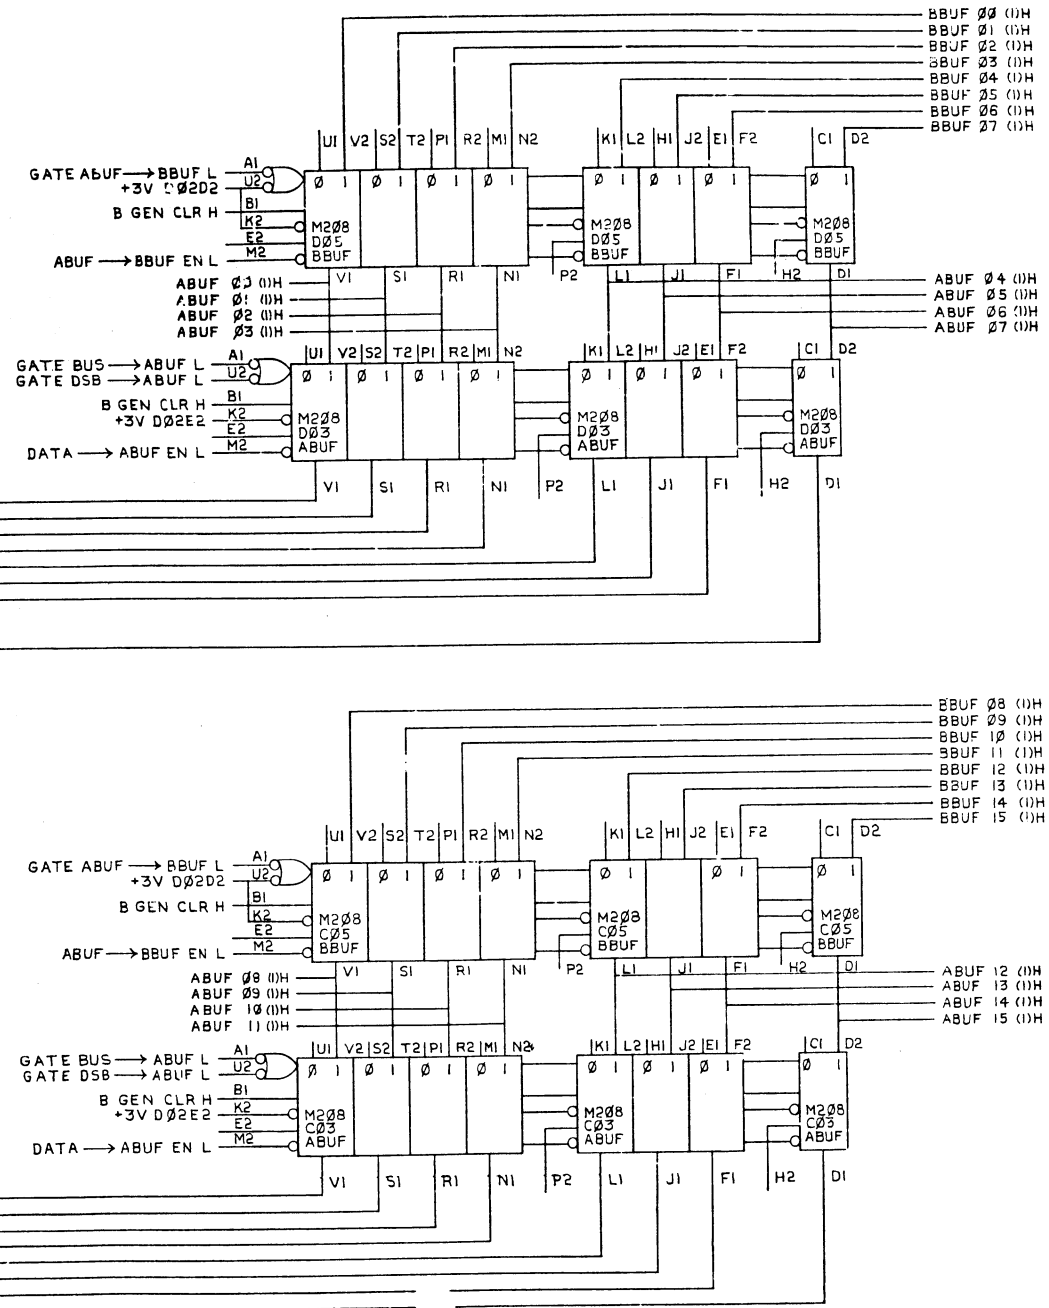 BBUF ØØ (1)H
BBUF Ø1 (1)H
BBUF Ø2 (1)H
BBUF Ø3 (1)H
BBUF Ø4 (1)H
BBUF Ø5 (1)H
BBUF Ø6 (1)H
BBUF Ø7 (1)H
U1 V2 S2 T2 P1 R2 M1 N2 K1 L2 H1 J2 E1 F2 C1 D2
GATE ABUF → BBUF L A1
+3V DØ2D2 U2
Ø 1 Ø 1 Ø 1 Ø 1 Ø 1 Ø 1 Ø 1 Ø 1
B GEN CLR H B1
K2 M2Ø8 M2Ø8 M2Ø8
E2 DØ5 DØ5 DØ5
ABUF → BBUF EN L M2 BBUF BBUF BBUF
V1 S1 R1 N1 P2 L1 J1 F1 H2 D1
ABUF ØØ (1)H ABUF Ø4 (1)H
ABUF Ø1 (1)H ABUF Ø5 (1)H
ABUF Ø2 (1)H ABUF Ø6 (1)H
ABUF Ø3 (1)H ABUF Ø7 (1)H
U1 V2 S2 T2 P1 R2 M1 N2 K1 L2 H1 J2 E1 F2 C1 D2
GATE BUS → ABUF L A1
GATE DSB → ABUF L U2
Ø 1 Ø 1 Ø 1 Ø 1 Ø 1 Ø 1 Ø 1 Ø 1
B GEN CLR H B1
+3V DØ2E2 K2 M2Ø8 M2Ø8 M2Ø8
E2 DØ3 DØ3 DØ3
DATA → ABUF EN L M2 ABUF ABUF ABUF
V1 S1 R1 N1 P2 L1 J1 F1 H2 D1
BBUF Ø8 (1)H
BBUF Ø9 (1)H
BBUF 1Ø (1)H
BBUF 11 (1)H
BBUF 12 (1)H
BBUF 13 (1)H
BBUF 14 (1)H
BBUF 15 (1)H
U1 V2 S2 T2 P1 R2 M1 N2 K1 L2 H1 J2 E1 F2 C1 D2
GATE ABUF → BBUF L A1
+3V DØ2D2 U2
Ø 1 Ø 1 Ø 1 Ø 1 Ø 1 Ø 1 Ø 1
B GEN CLR H B1
K2 M2Ø8 M2Ø8 M2Ø8
E2 CØ5 CØ5 CØ5
ABUF → BBUF EN L M2 BBUF BBUF BBUF
V1 S1 R1 N1 P2 L1 J1 F1 H2 D1
ABUF Ø8 (1)H ABUF 12 (1)H
ABUF Ø9 (1)H ABUF 13 (1)H
ABUF 1Ø (1)H ABUF 14 (1)H
ABUF 11 (1)H ABUF 15 (1)H
U1 V2 S2 T2 P1 R2 M1 N2 K1 L2 H1 J2 E1 F2 C1 D2
GATE BUS → ABUF L A1
GATE DSB → ABUF L U2
Ø 1 Ø 1 Ø 1 Ø 1 Ø 1 Ø 1 Ø 1 Ø 1
B GEN CLR H B1
+3V DØ2E2 K2 M2Ø8 M2Ø8 M2Ø8
E2 CØ3 CØ3 CØ3
DATA → ABUF EN L M2 ABUF ABUF ABUF
V1 S1 R1 N1 P2 L1 J1 F1 H2 D1